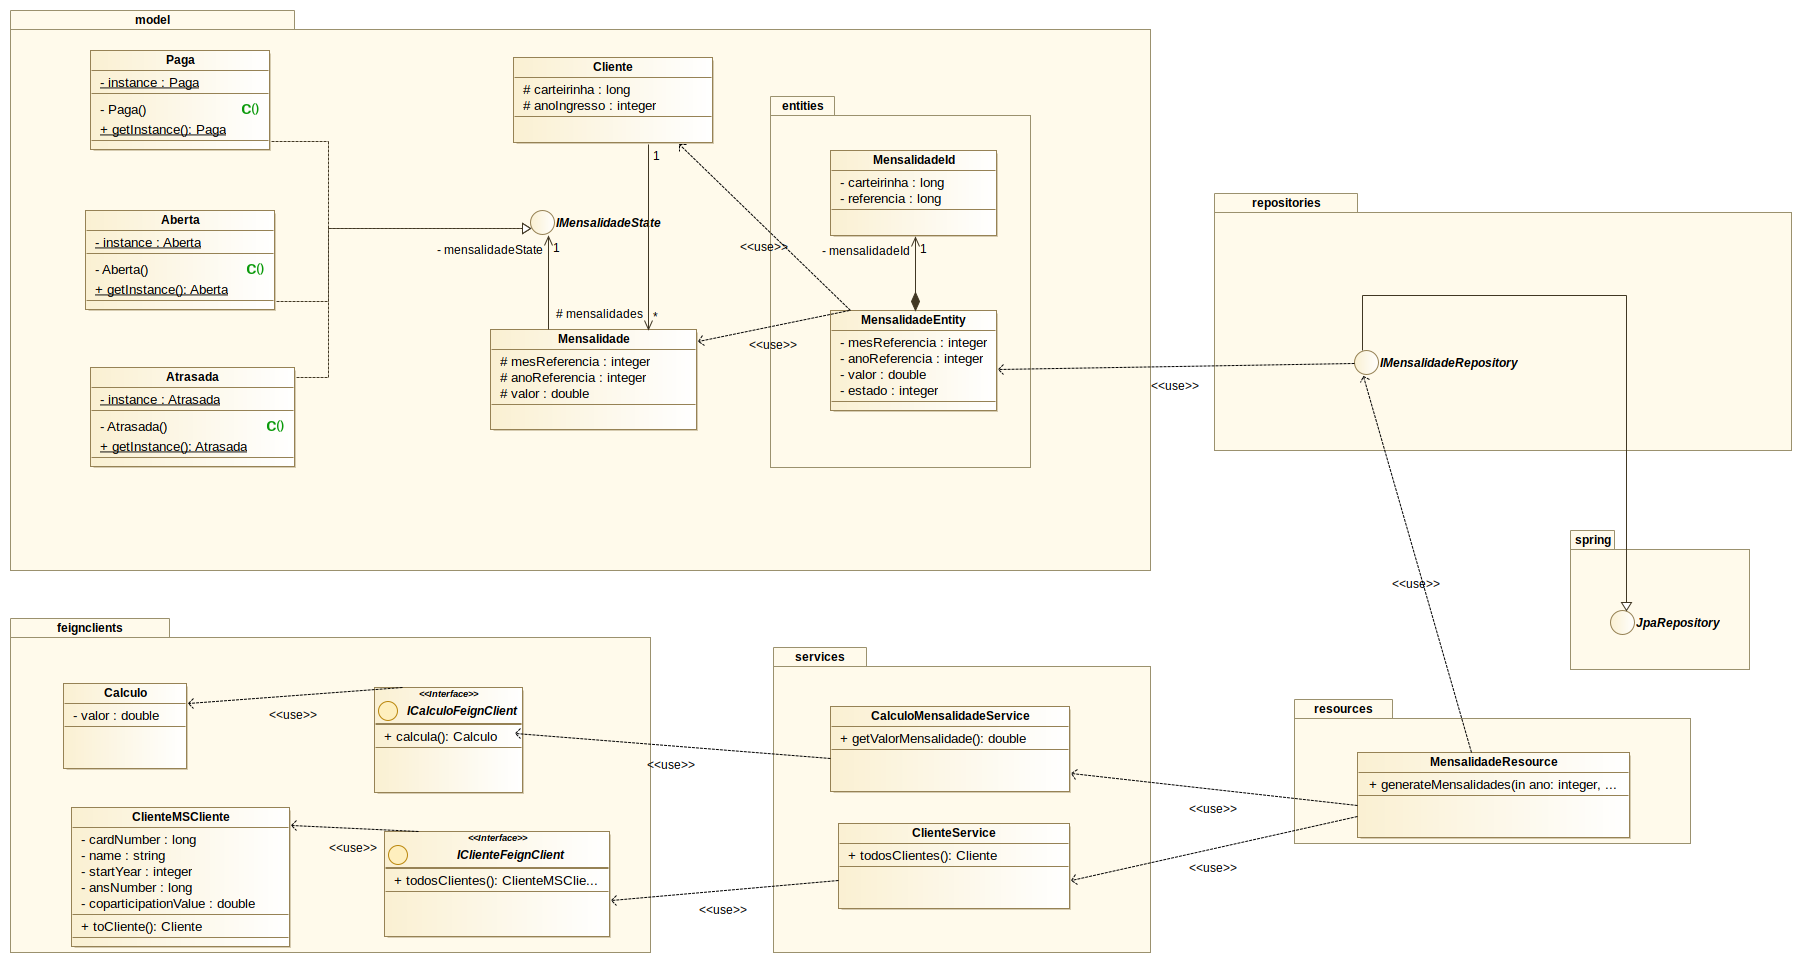 model
Paga
- instance : Paga
- Paga()
C()
+ getInstance(): Paga
Aberta
- instance : Aberta
- Aberta()
C()
+ getInstance(): Aberta
Atrasada
- instance : Atrasada
- Atrasada()
C()
+ getInstance(): Atrasada
Cliente
# carteirinha : long
# anoIngresso : integer
1
IMensalidadeState
- mensalidadeState
1
# mensalidades
*
Mensalidade
# mesReferencia : integer
# anoReferencia : integer
# valor : double
<<use>>
<<use>>
entities
MensalidadeId
- carteirinha : long
- referencia : long
- mensalidadeId
1
MensalidadeEntity
- mesReferencia : integer
- anoReferencia : integer
- valor : double
- estado : integer
<<use>>
repositories
IMensalidadeRepository
<<use>>
spring
JpaRepository
feignclients
Calculo
- valor : double
<<use>>
<<Interface>>
ICalculoFeignClient
+ calcula(): Calculo
<<use>>
ClienteMSCliente
- cardNumber : long
- name : string
- startYear : integer
- ansNumber : long
- coparticipationValue : double
+ toCliente(): Cliente
<<use>>
<<Interface>>
IClienteFeignClient
+ todosClientes(): ClienteMSClie...
<<use>>
services
CalculoMensalidadeService
+ getValorMensalidade(): double
ClienteService
+ todosClientes(): Cliente
<<use>>
<<use>>
resources
MensalidadeResource
+ generateMensalidades(in ano: integer, ...